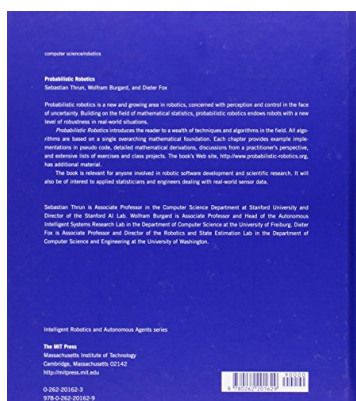 computer science/robotics
Probabilistic Robotics
Sebastian Thrun, Wolfram Burgard, and Dieter Fox
Probabilistic robotics is a new and growing area in robotics, concerned with perception and control in the face
of uncertainty. Building on the field of mathematical statistics, probabilistic robotics endows robots with a new
level of robustness in real-world situations.
Probabilistic Robotics introduces the reader to a wealth of techniques and algorithms in the field. All algo-
rithms are based on a single overarching mathematical foundation. Each chapter provides example imple-
mentations in pseudo code, detailed mathematical derivations, discussions from a practitioner's perspective,
and extensive lists of exercises and class projects. The book's Web site, http://www.probabilistic-robotics.org,
has additional material.
The book is relevant for anyone involved in robotic software development and scientific research. It will
also be of interest to applied statisticians and engineers dealing with real-world sensor data.
Sebastian Thrun is Associate Professor in the Computer Science Department at Stanford University and
Director of the Stanford AI Lab. Wolfram Burgard is Associate Professor and Head of the Autonomous
Intelligent Systems Research Lab in the Department of Computer Science at the University of Freiburg. Dieter
Fox is Associate Professor and Director of the Robotics and State Estimation Lab in the Department of
Computer Science and Engineering at the University of Washington.
Intelligent Robotics and Autonomous Agents series
The MIT Press
Massachusetts Institute of Technology
Cambridge, Massachusetts 02142
http://mitpress.mit.edu
0-262-20162-3
978-0-262-20162-9
90000
9780262201629